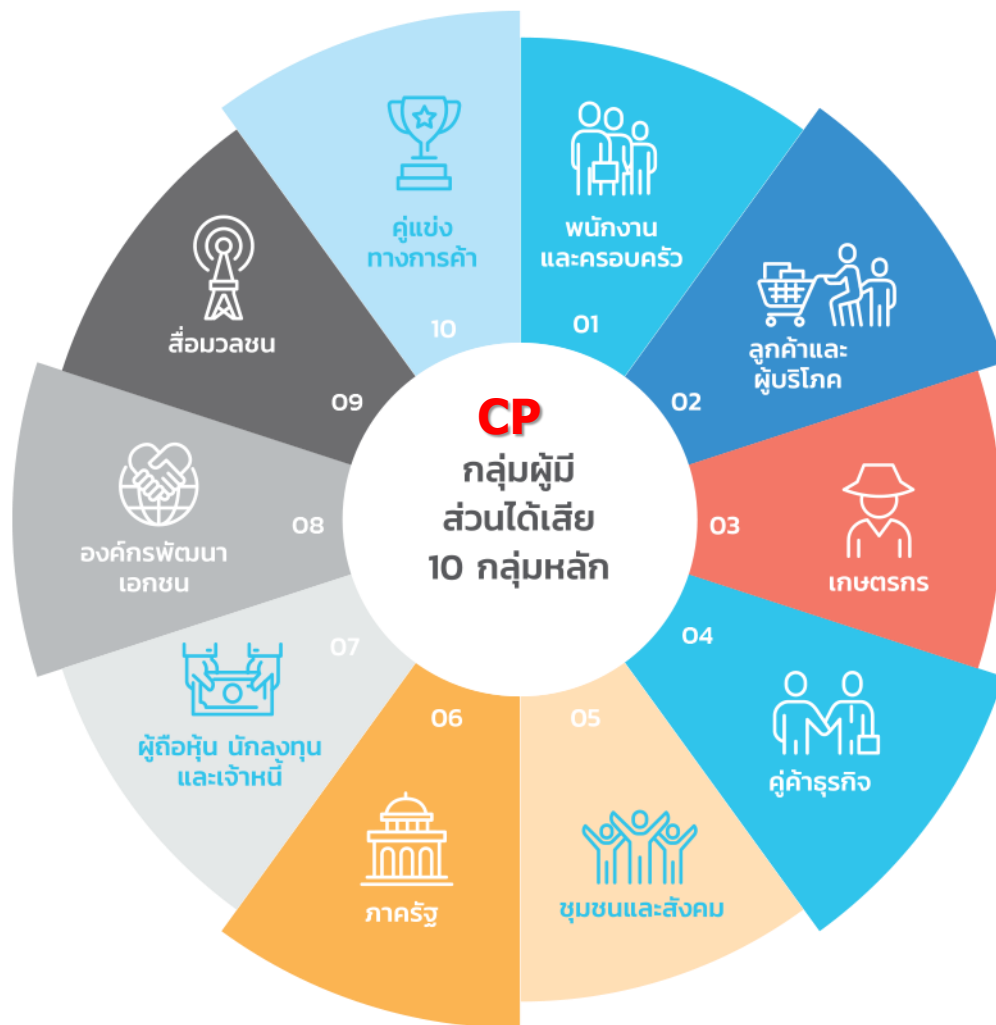 CP
กลุ่มผู้มี
ส่วนได้เสีย
10 กลุ่มหลัก
พนักงาน
และครอบครัว
01
ลูกค้าและ
ผู้บริโภค
02
เกษตรกร
03
คู่ค้าธุรกิจ
04
ชุมชนและสังคม
05
ภาครัฐ
06
ผู้ถือหุ้น นักลงทุน
และเจ้าหนี้
07
องค์กรพัฒนา
เอกชน
08
สื่อมวลชน
09
คู่แข่ง
ทางการค้า
10